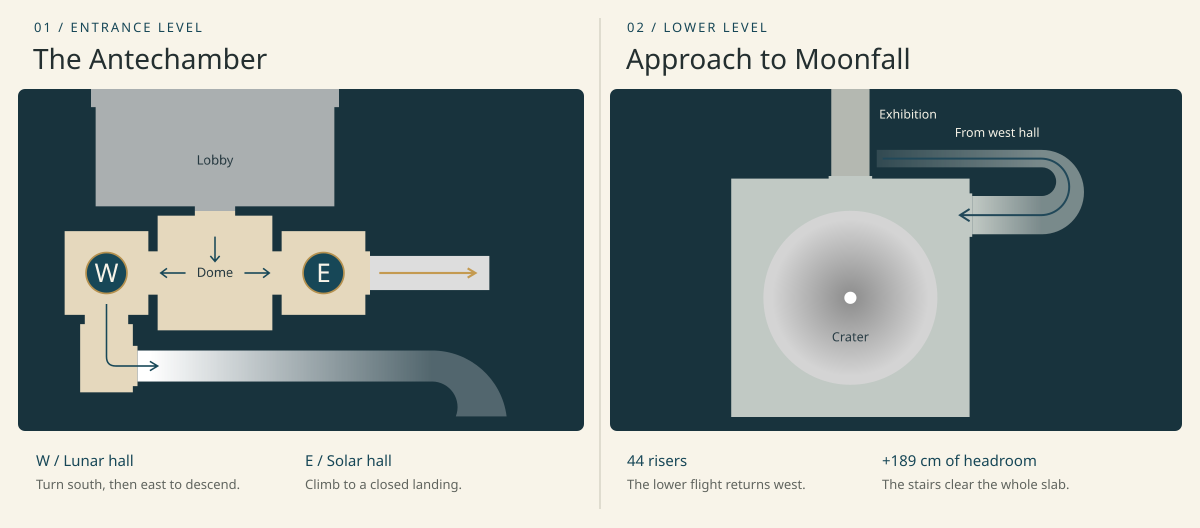 01 / ENTRANCE LEVEL
The Antechamber
Lobby
W
Dome
E
W / Lunar hall
Turn south, then east to descend.
E / Solar hall
Climb to a closed landing.
02 / LOWER LEVEL
Approach to Moonfall
Exhibition
From west hall
Crater
44 risers
The lower flight returns west.
+189 cm of headroom
The stairs clear the whole slab.